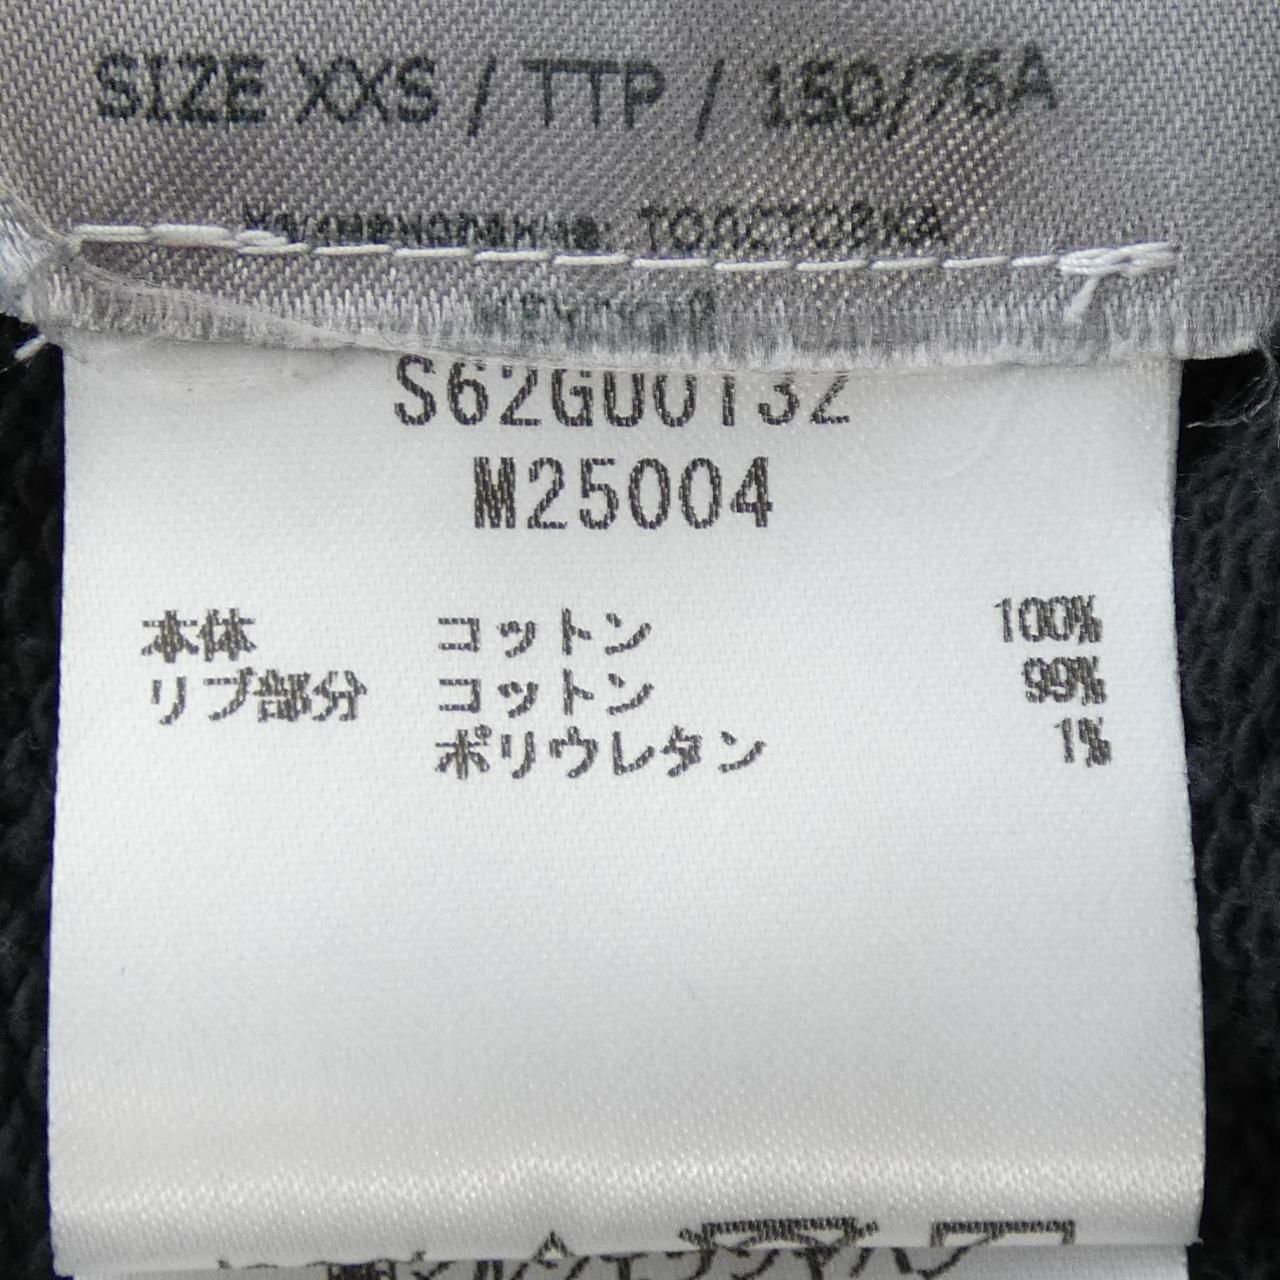 SIZE XXS / TTP / 150/75A
S62GU0132
M25004
本体 コットン 100%
リブ部分 コットン 99%
ポリウレタン 1%